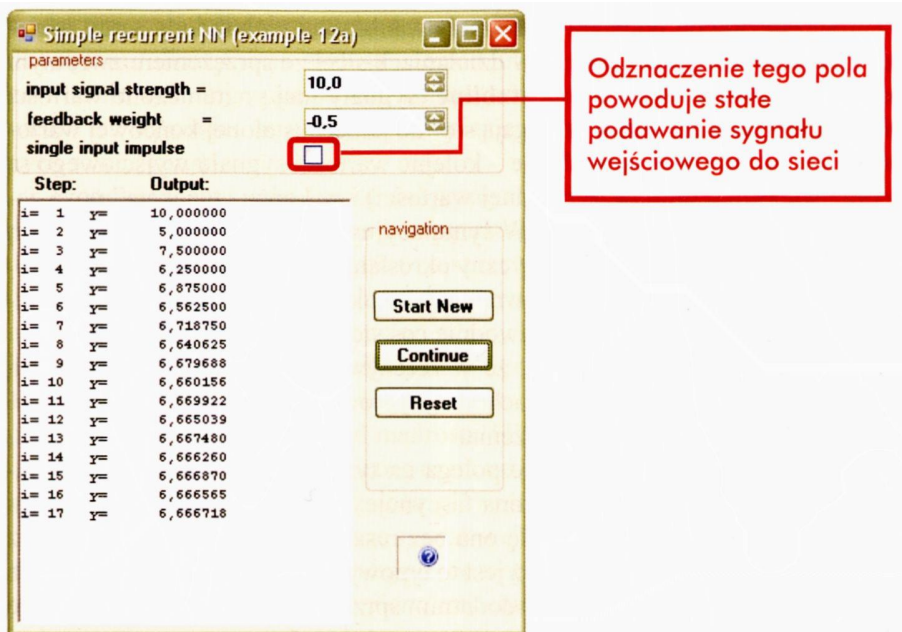 Simple recurrent NN (example 12a)
parameters
input signal strength = 10,0
feedback weight = -0,5
single input impulse
Step: Output:
i= 1 y= 10,000000
i= 2 y= 5,000000
i= 3 y= 7,500000
i= 4 y= 6,250000
i= 5 y= 6,875000
i= 6 y= 6,562500
i= 7 y= 6,718750
i= 8 y= 6,640625
i= 9 y= 6,679688
i= 10 y= 6,660156
i= 11 y= 6,669922
i= 12 y= 6,665039
i= 13 y= 6,667480
i= 14 y= 6,666260
i= 15 y= 6,666870
i= 16 y= 6,666565
i= 17 y= 6,666718
navigation
Start New
Continue
Reset
?
Odznaczenie tego pola
powoduje stałe
podawanie sygnału
wejściowego do sieci